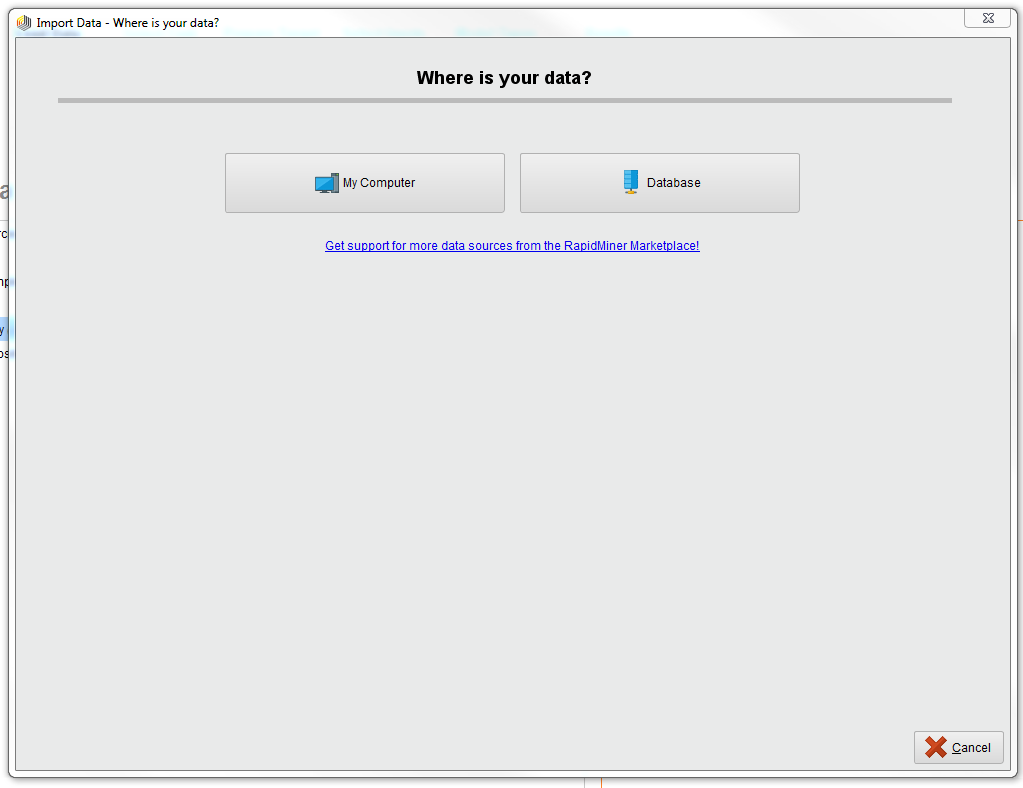 Import Data - Where is your data?
Where is your data?
My Computer
Database
Get support for more data sources from the RapidMiner Marketplace!
Cancel